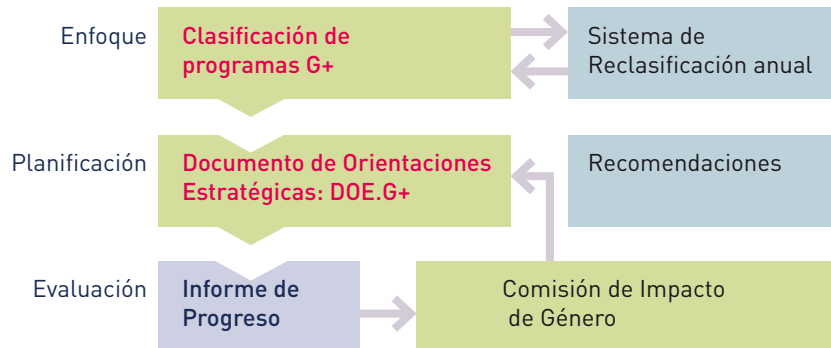 Enfoque
Clasificación de
programas G+
Sistema de
Reclasificación anual
Planificación
Documento de Orientaciones
Estratégicas: DOE.G+
Recomendaciones
Evaluación
Informe de
Progreso
Comisión de Impacto
de Género